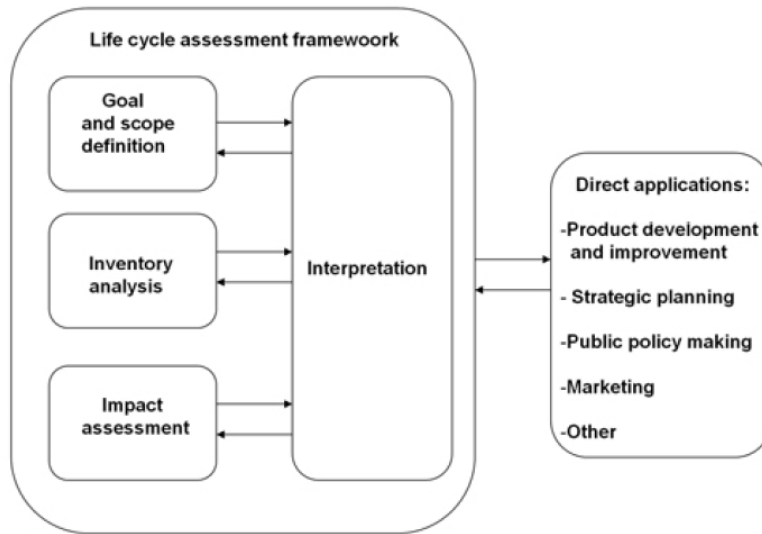 Life cycle assessment framewoork
Goal
and scope
definition
Inventory
analysis
Impact
assessment
Interpretation
Direct applications:
-Product development
and improvement
- Strategic planning
-Public policy making
-Marketing
-Other